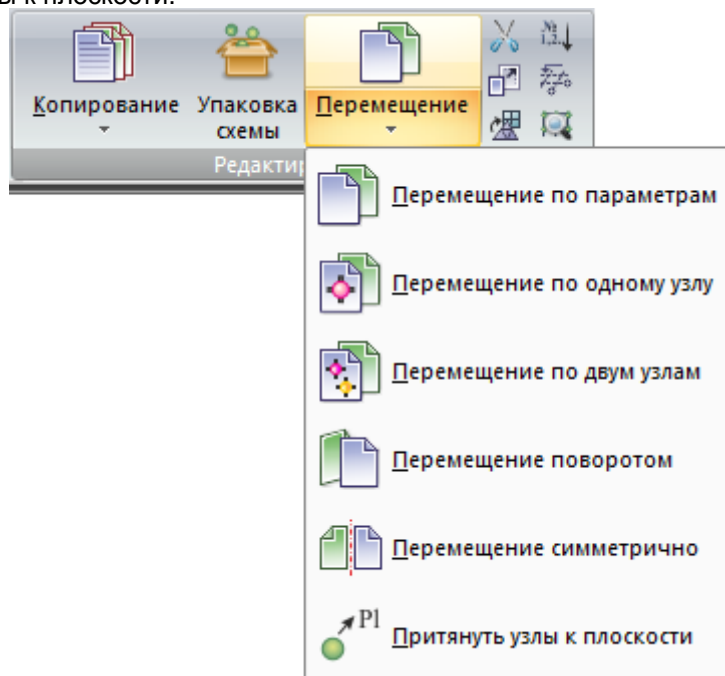 к плоскости.
Копирование
Упаковка
схемы
Перемещение
Перемещение по параметрам
Перемещение по одному узлу
Перемещение по двум узлам
Перемещение поворотом
Перемещение симметрично
Pl
Притянуть узлы к плоскости